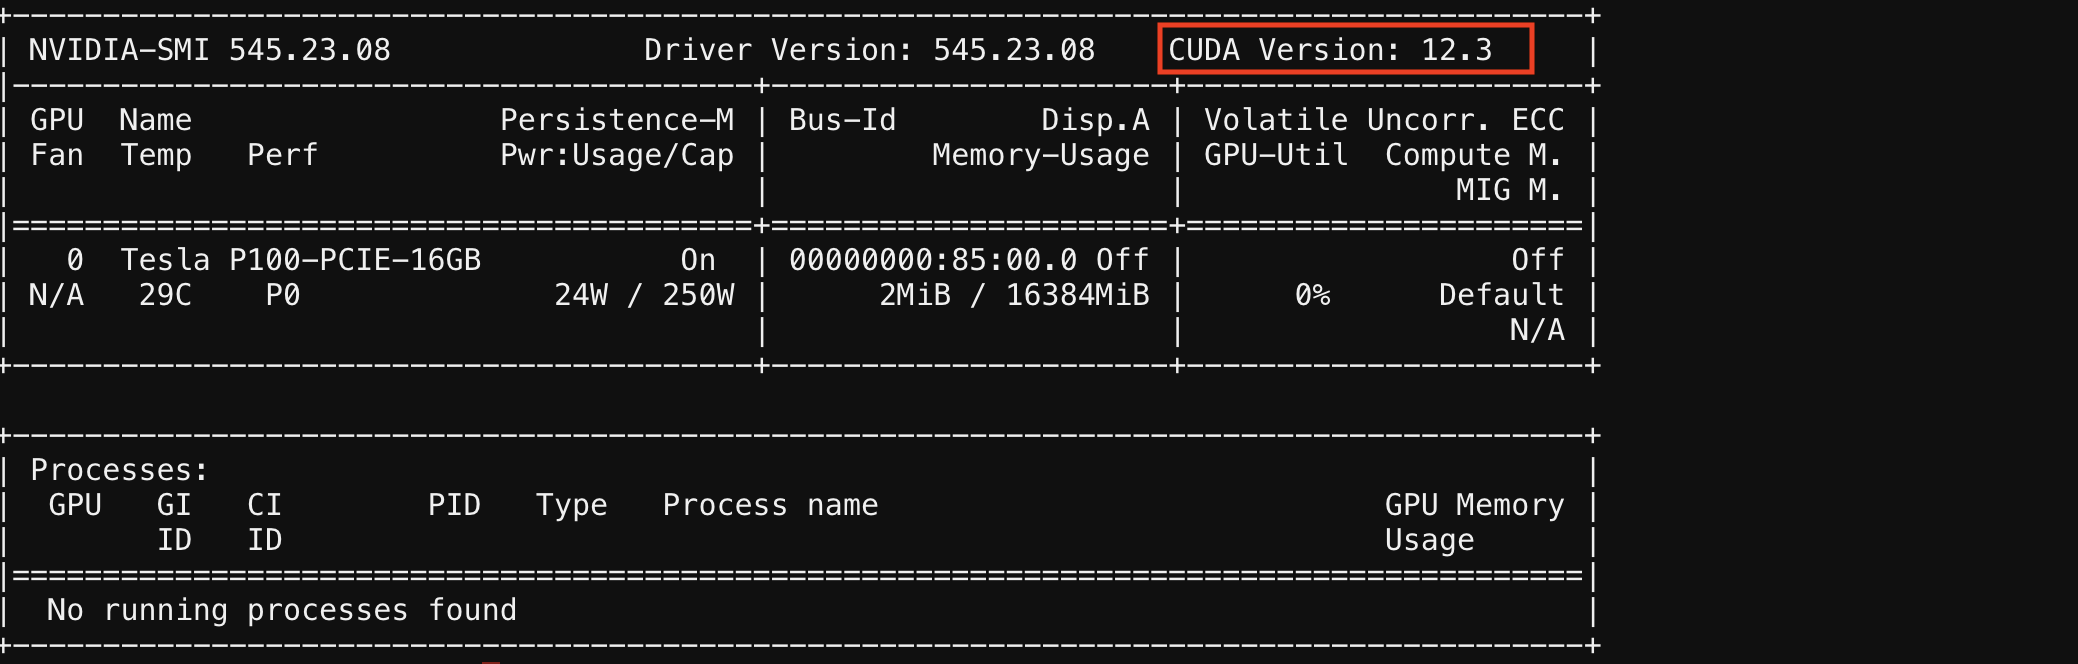 +---------------------------------------------------------------------------------------+
| NVIDIA-SMI 545.23.08              Driver Version: 545.23.08    CUDA Version: 12.3     |
|-----------------------------------------+----------------------+----------------------+
| GPU  Name                 Persistence-M | Bus-Id        Disp.A | Volatile Uncorr. ECC |
| Fan  Temp   Perf          Pwr:Usage/Cap |         Memory-Usage | GPU-Util  Compute M. |
|                                         |                      |               MIG M. |
|=========================================+======================+======================|
|   0  Tesla P100-PCIE-16GB           On  | 00000000:85:00.0 Off |                  Off |
| N/A   29C    P0              24W / 250W |      2MiB / 16384MiB |      0%      Default |
|                                         |                      |                  N/A |
+-----------------------------------------+----------------------+----------------------+
+---------------------------------------------------------------------------------------+
| Processes:                                                                            |
|  GPU   GI   CI        PID   Type   Process name                            GPU Memory |
|        ID   ID                                                             Usage      |
|=======================================================================================|
|  No running processes found                                                           |
+---------------------------------------------------------------------------------------+